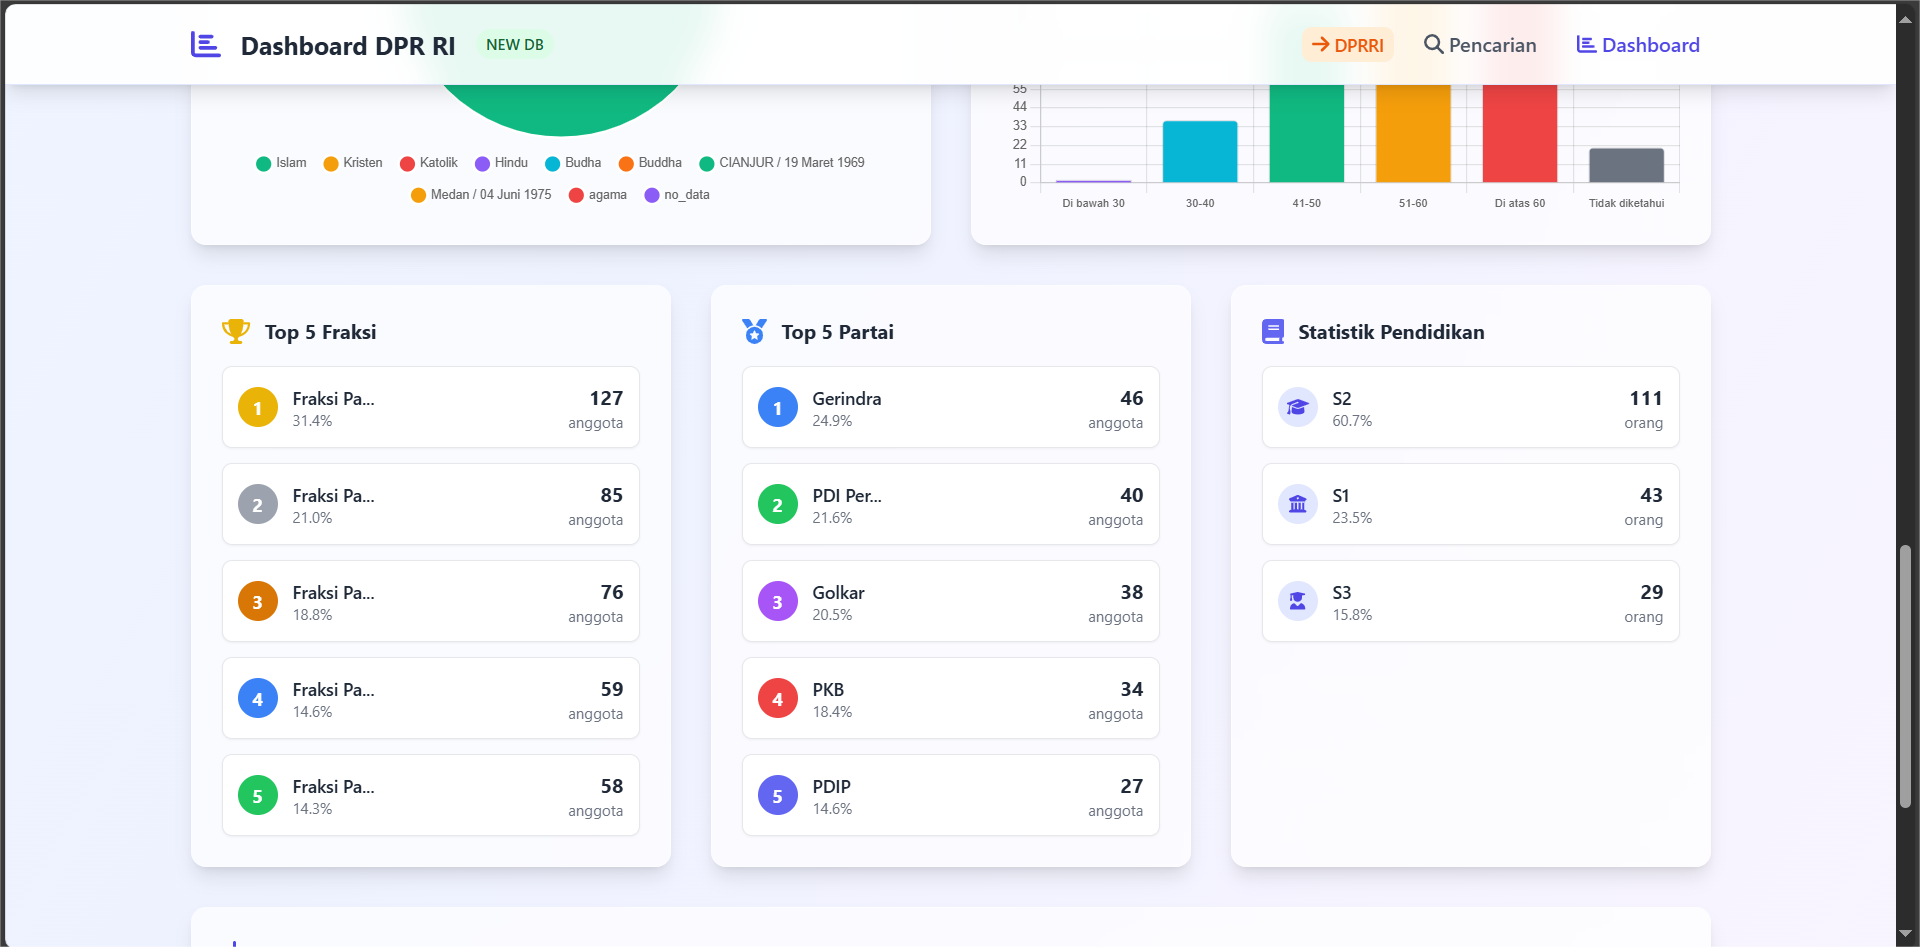 Dashboard DPR RI
NEW DB
DPRRI
Pencarian
Dashboard
Islam
Kristen
Katolik
Hindu
Budha
Buddha
CIANJUR / 19 Maret 1969
Medan / 04 Juni 1975
agama
no_data
55
44
33
22
11
0
Di bawah 30
30-40
41-50
51-60
Di atas 60
Tidak diketahui
Top 5 Fraksi
1
Fraksi Pa...
31.4%
127
anggota
2
Fraksi Pa...
21.0%
85
anggota
3
Fraksi Pa...
18.8%
76
anggota
4
Fraksi Pa...
14.6%
59
anggota
5
Fraksi Pa...
14.3%
58
anggota
Top 5 Partai
1
Gerindra
24.9%
46
anggota
2
PDI Per...
21.6%
40
anggota
3
Golkar
20.5%
38
anggota
4
PKB
18.4%
34
anggota
5
PDIP
14.6%
27
anggota
Statistik Pendidikan
S2
60.7%
111
orang
S1
23.5%
43
orang
S3
15.8%
29
orang